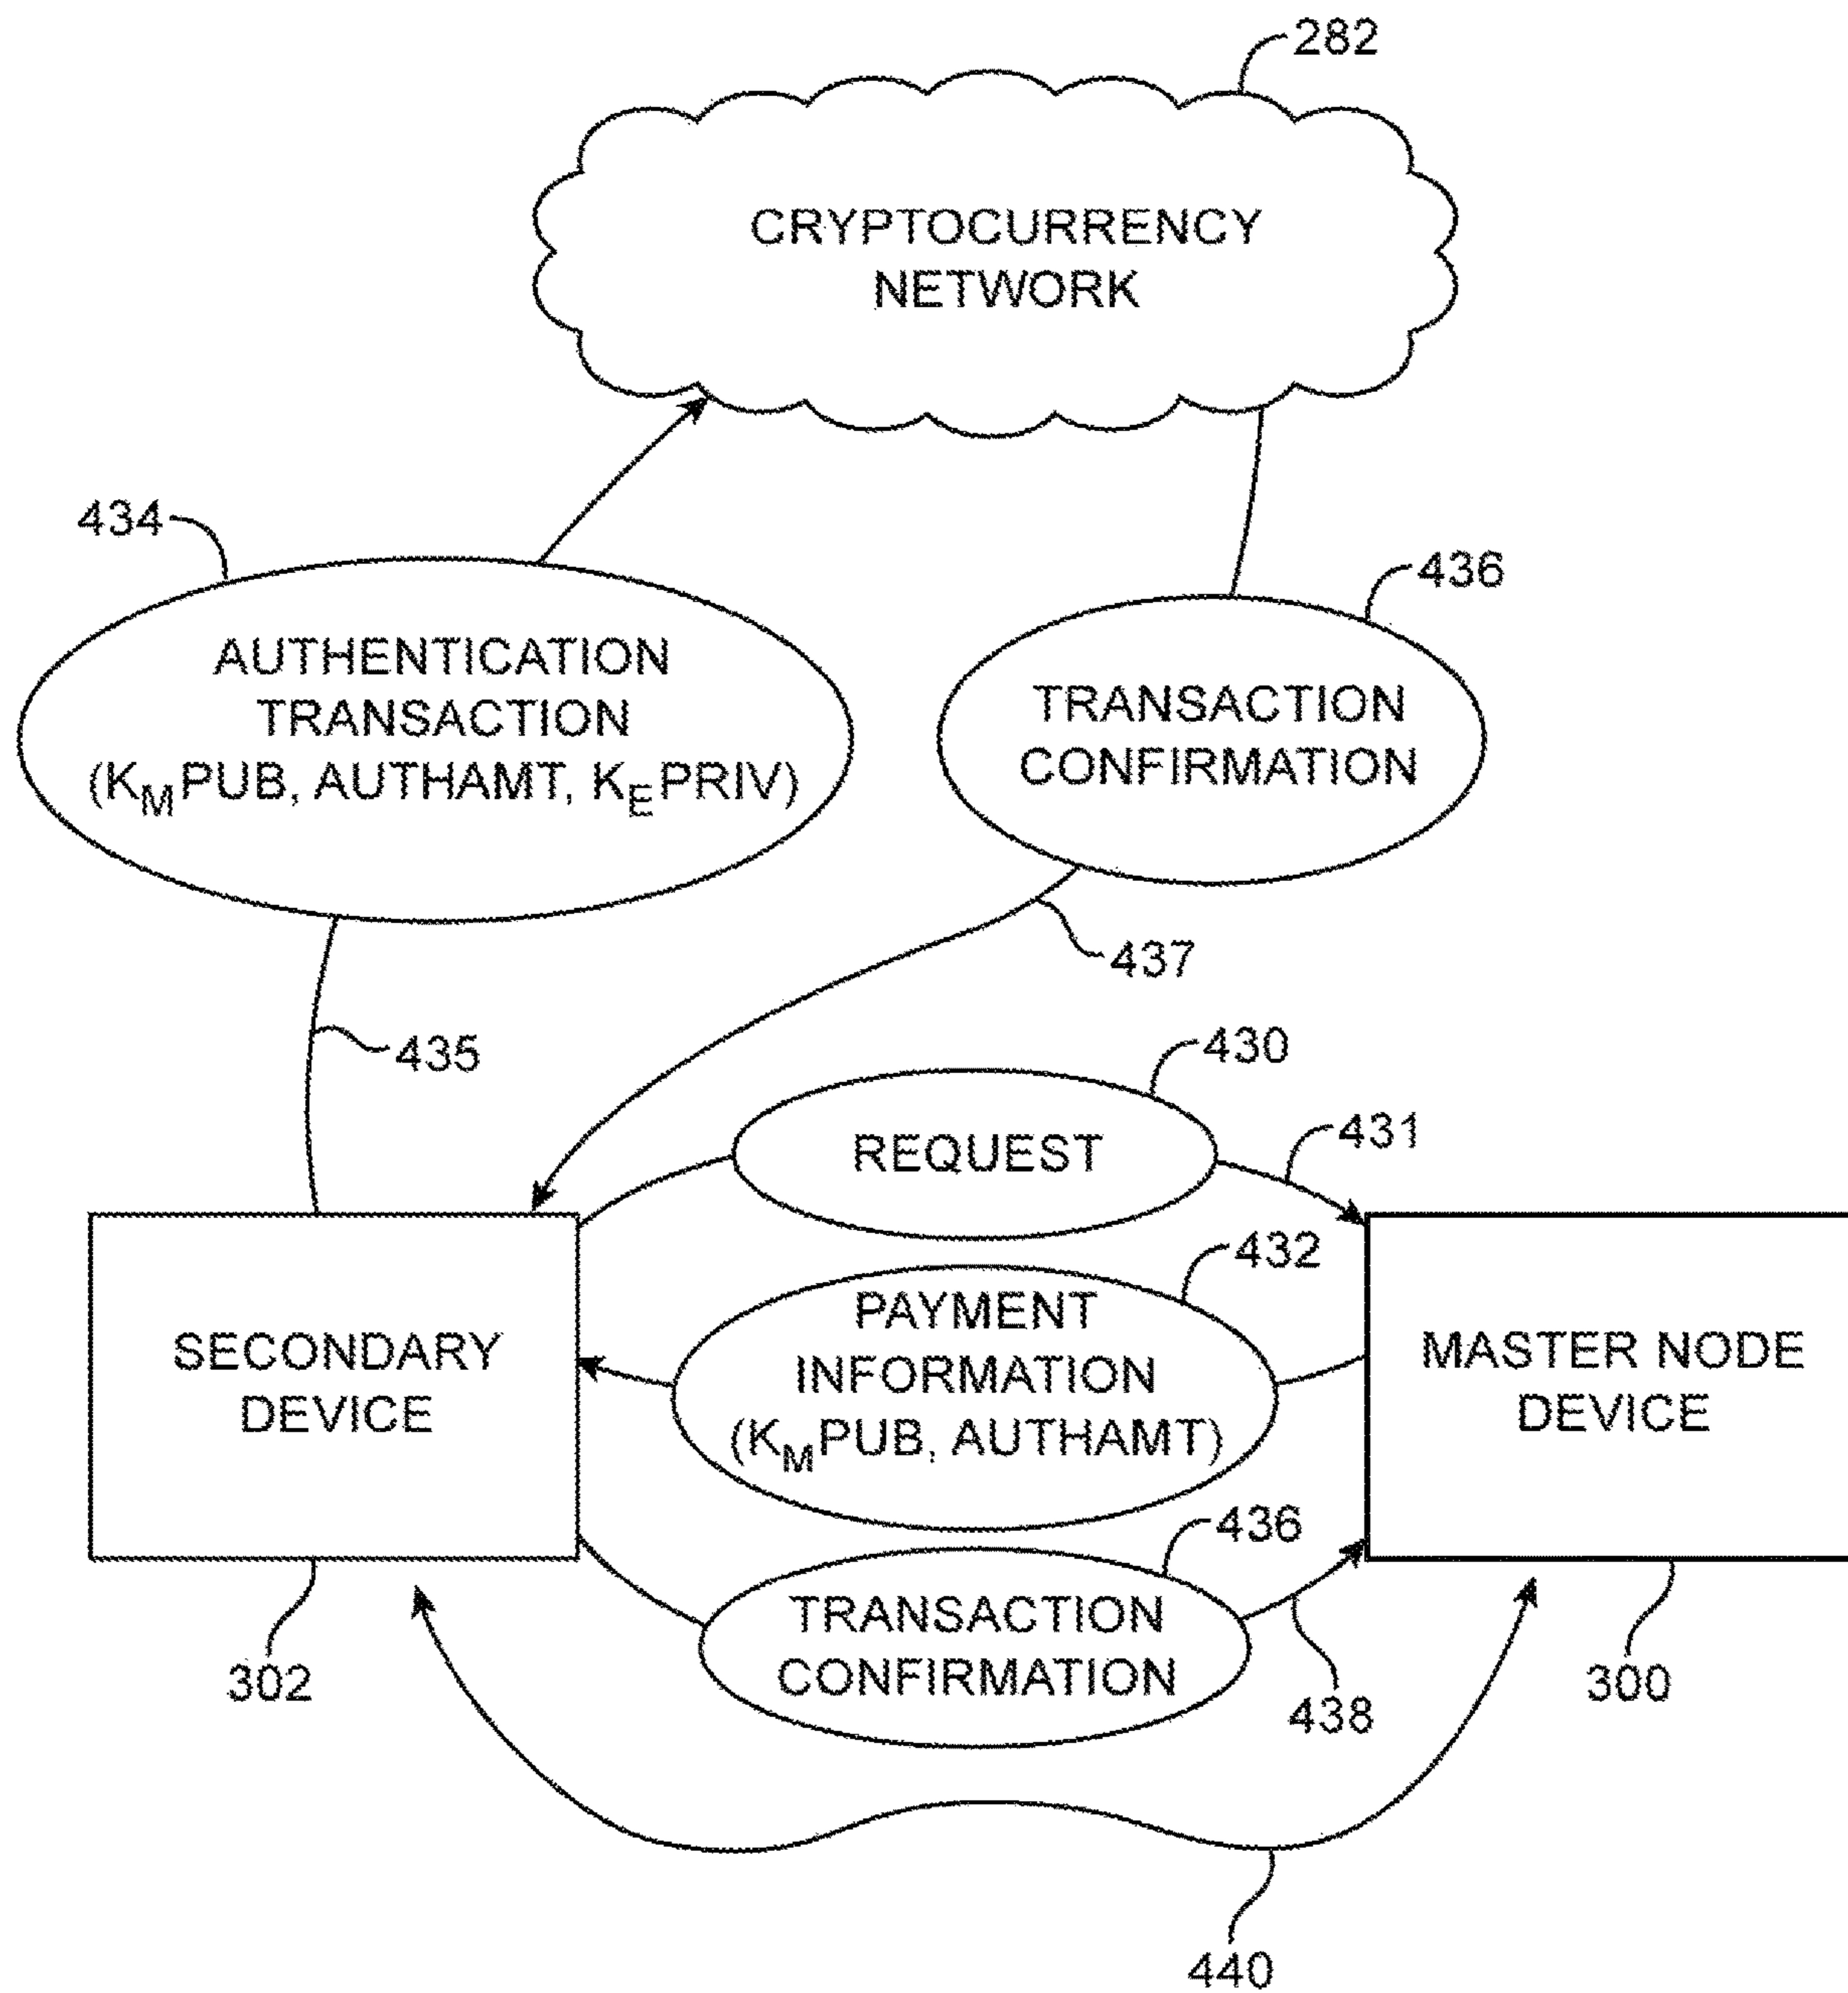 282
CRYPTOCURRENCY
NETWORK
434
436
AUTHENTICATION
TRANSACTION
(KMPUB, AUTHAMT, KEPRIV)
TRANSACTION
CONFIRMATION
437
435
430
REQUEST
431
432
PAYMENT
INFORMATION
(KMPUB, AUTHAMT)
SECONDARY
DEVICE
MASTER NODE
DEVICE
436
TRANSACTION
CONFIRMATION
302
438
300
440